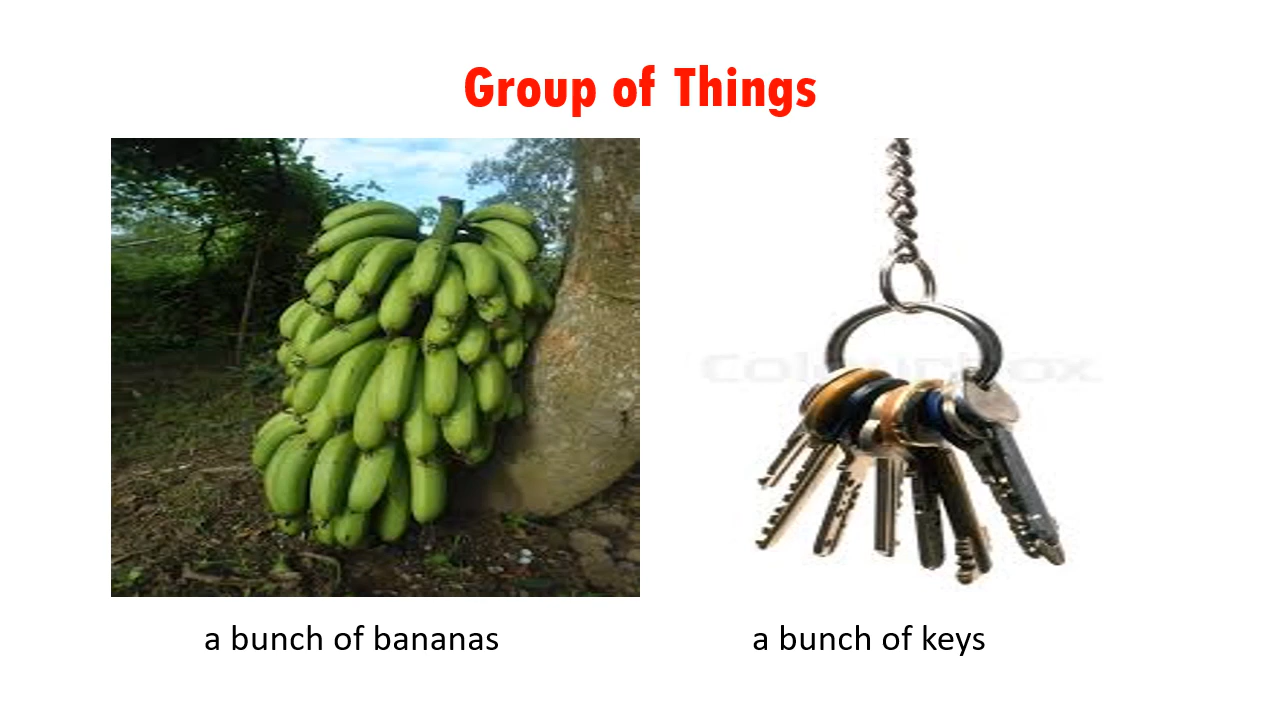 Group of Things
a bunch of bananas
a bunch of keys